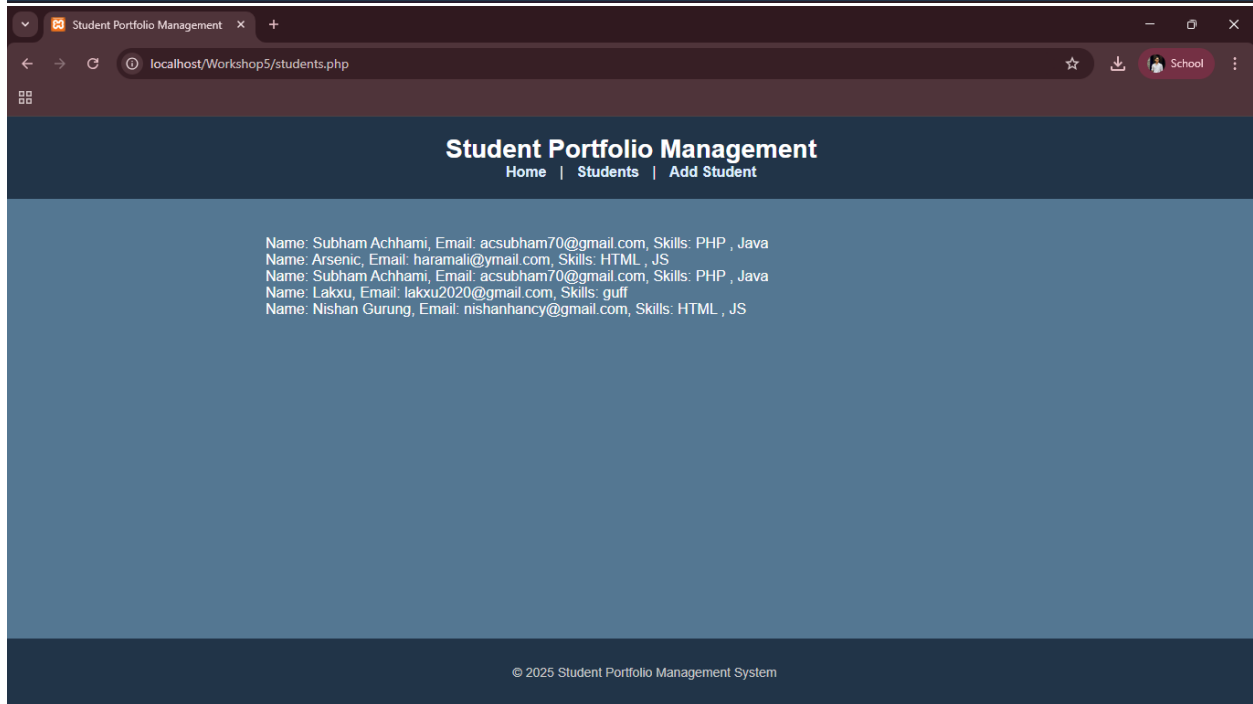 Student Portfolio Management
localhost/Workshop5/students.php
School
Student Portfolio Management
Home | Students | Add Student
Name: Subham Achhami, Email: acsubham70@gmail.com, Skills: PHP , Java
Name: Arsenic, Email: haramali@ymail.com, Skills: HTML , JS
Name: Subham Achhami, Email: acsubham70@gmail.com, Skills: PHP , Java
Name: Lakxu, Email: lakxu2020@gmail.com, Skills: guff
Name: Nishan Gurung, Email: nishanhancy@gmail.com, Skills: HTML , JS
© 2025 Student Portfolio Management System